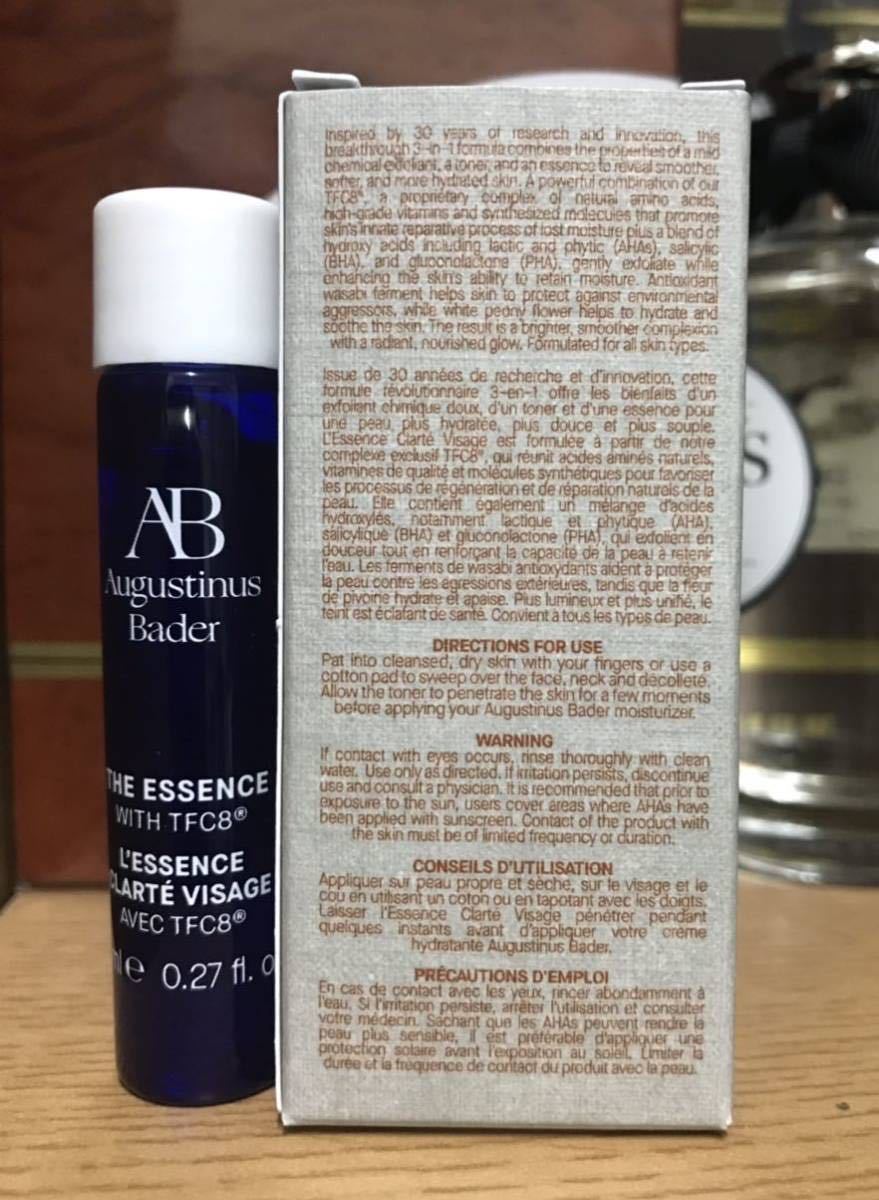 AB
Augustinus
Bader
THE ESSENCE
WITH TFC8®
L'ESSENCE
CLARTÉ VISAGE
AVEC TFC8®
e 0.27 fl.
Inspired by 30 years of research and innovation, this
breakthrough 3-in-1 formula combines the properties of a mild
chemical exfoliant, a toner, and an essence to reveal smoother,
softer, and more hydrated skin. A powerful combination of our
TFC8®, a proprietary complex of natural amino acids,
high-grade vitamins and synthesized molecules that promote
skin's innate reparative process of lost moisture plus a blend of
hydroxy acids including lactic and phytic (AHAs), salicylic
(BHA), and gluconolactone (PHA), gently exfoliate while
enhancing the skin's ability to retain moisture. Antioxidant
wasabi ferment helps skin to protect against environmental
aggressors, while white peony flower helps to hydrate and
soothe the skin. The result is a brighter, smoother complexion
with a radiant, nourished glow. Formulated for all skin types.
Issue de 30 années de recherche et d'innovation, cette
formule révolutionnaire 3-en-1 offre les bienfaits d'un
exfoliant chimique doux, d'un toner et d'une essence pour
une peau plus hydratée, plus douce et plus souple.
L'Essence Clarté Visage est formulée à partir de notre
complexe exclusif TFC8®, qui réunit acides aminés naturels,
vitamines de qualité et molécules synthétiques pour favoriser
les processus de régénération et de réparation naturels de la
peau. Elle contient également un mélange d'acides
hydroxylés, notamment lactique et phytique (AHA),
salicylique (BHA) et gluconolactone (PHA), qui exfolient en
douceur tout en renforçant la capacité de la peau à retenir
l'eau. Les ferments de wasabi antioxydants aident à protéger
la peau contre les agressions extérieures, tandis que la fleur
de pivoine hydrate et apaise. Plus lumineux et plus unifié, le
teint est éclatant de santé. Convient à tous les types de peau.
DIRECTIONS FOR USE
Pat into cleansed, dry skin with your fingers or use a
cotton pad to sweep over the face, neck and décolleté.
Allow the toner to penetrate the skin for a few moments
before applying your Augustinus Bader moisturizer.
WARNING
If contact with eyes occurs, rinse thoroughly with clean
water. Use only as directed. If irritation persists, discontinue
use and consult a physician. It is recommended that prior to
exposure to the sun, users cover areas where AHAs have
been applied with sunscreen. Contact of the product with
the skin must be of limited frequency or duration.
CONSEILS D'UTILISATION
Appliquer sur peau propre et sèche, sur le visage et le
cou en utilisant un coton ou en tapotant avec les doigts.
Laisser l'Essence Clarté Visage pénétrer pendant
quelques instants avant d'appliquer votre crème
hydratante Augustinus Bader.
PRÉCAUTIONS D'EMPLOI
En cas de contact avec les yeux, rincer abondamment à
l'eau. Si l'irritation persiste, arrêter l'utilisation et consulter
votre médecin. Sachant que les AHAs peuvent rendre la
peau plus sensible, il est préférable d'appliquer une
protection solaire avant l'exposition au soleil. Limiter la
durée et la fréquence de contact du produit avec la peau.
S